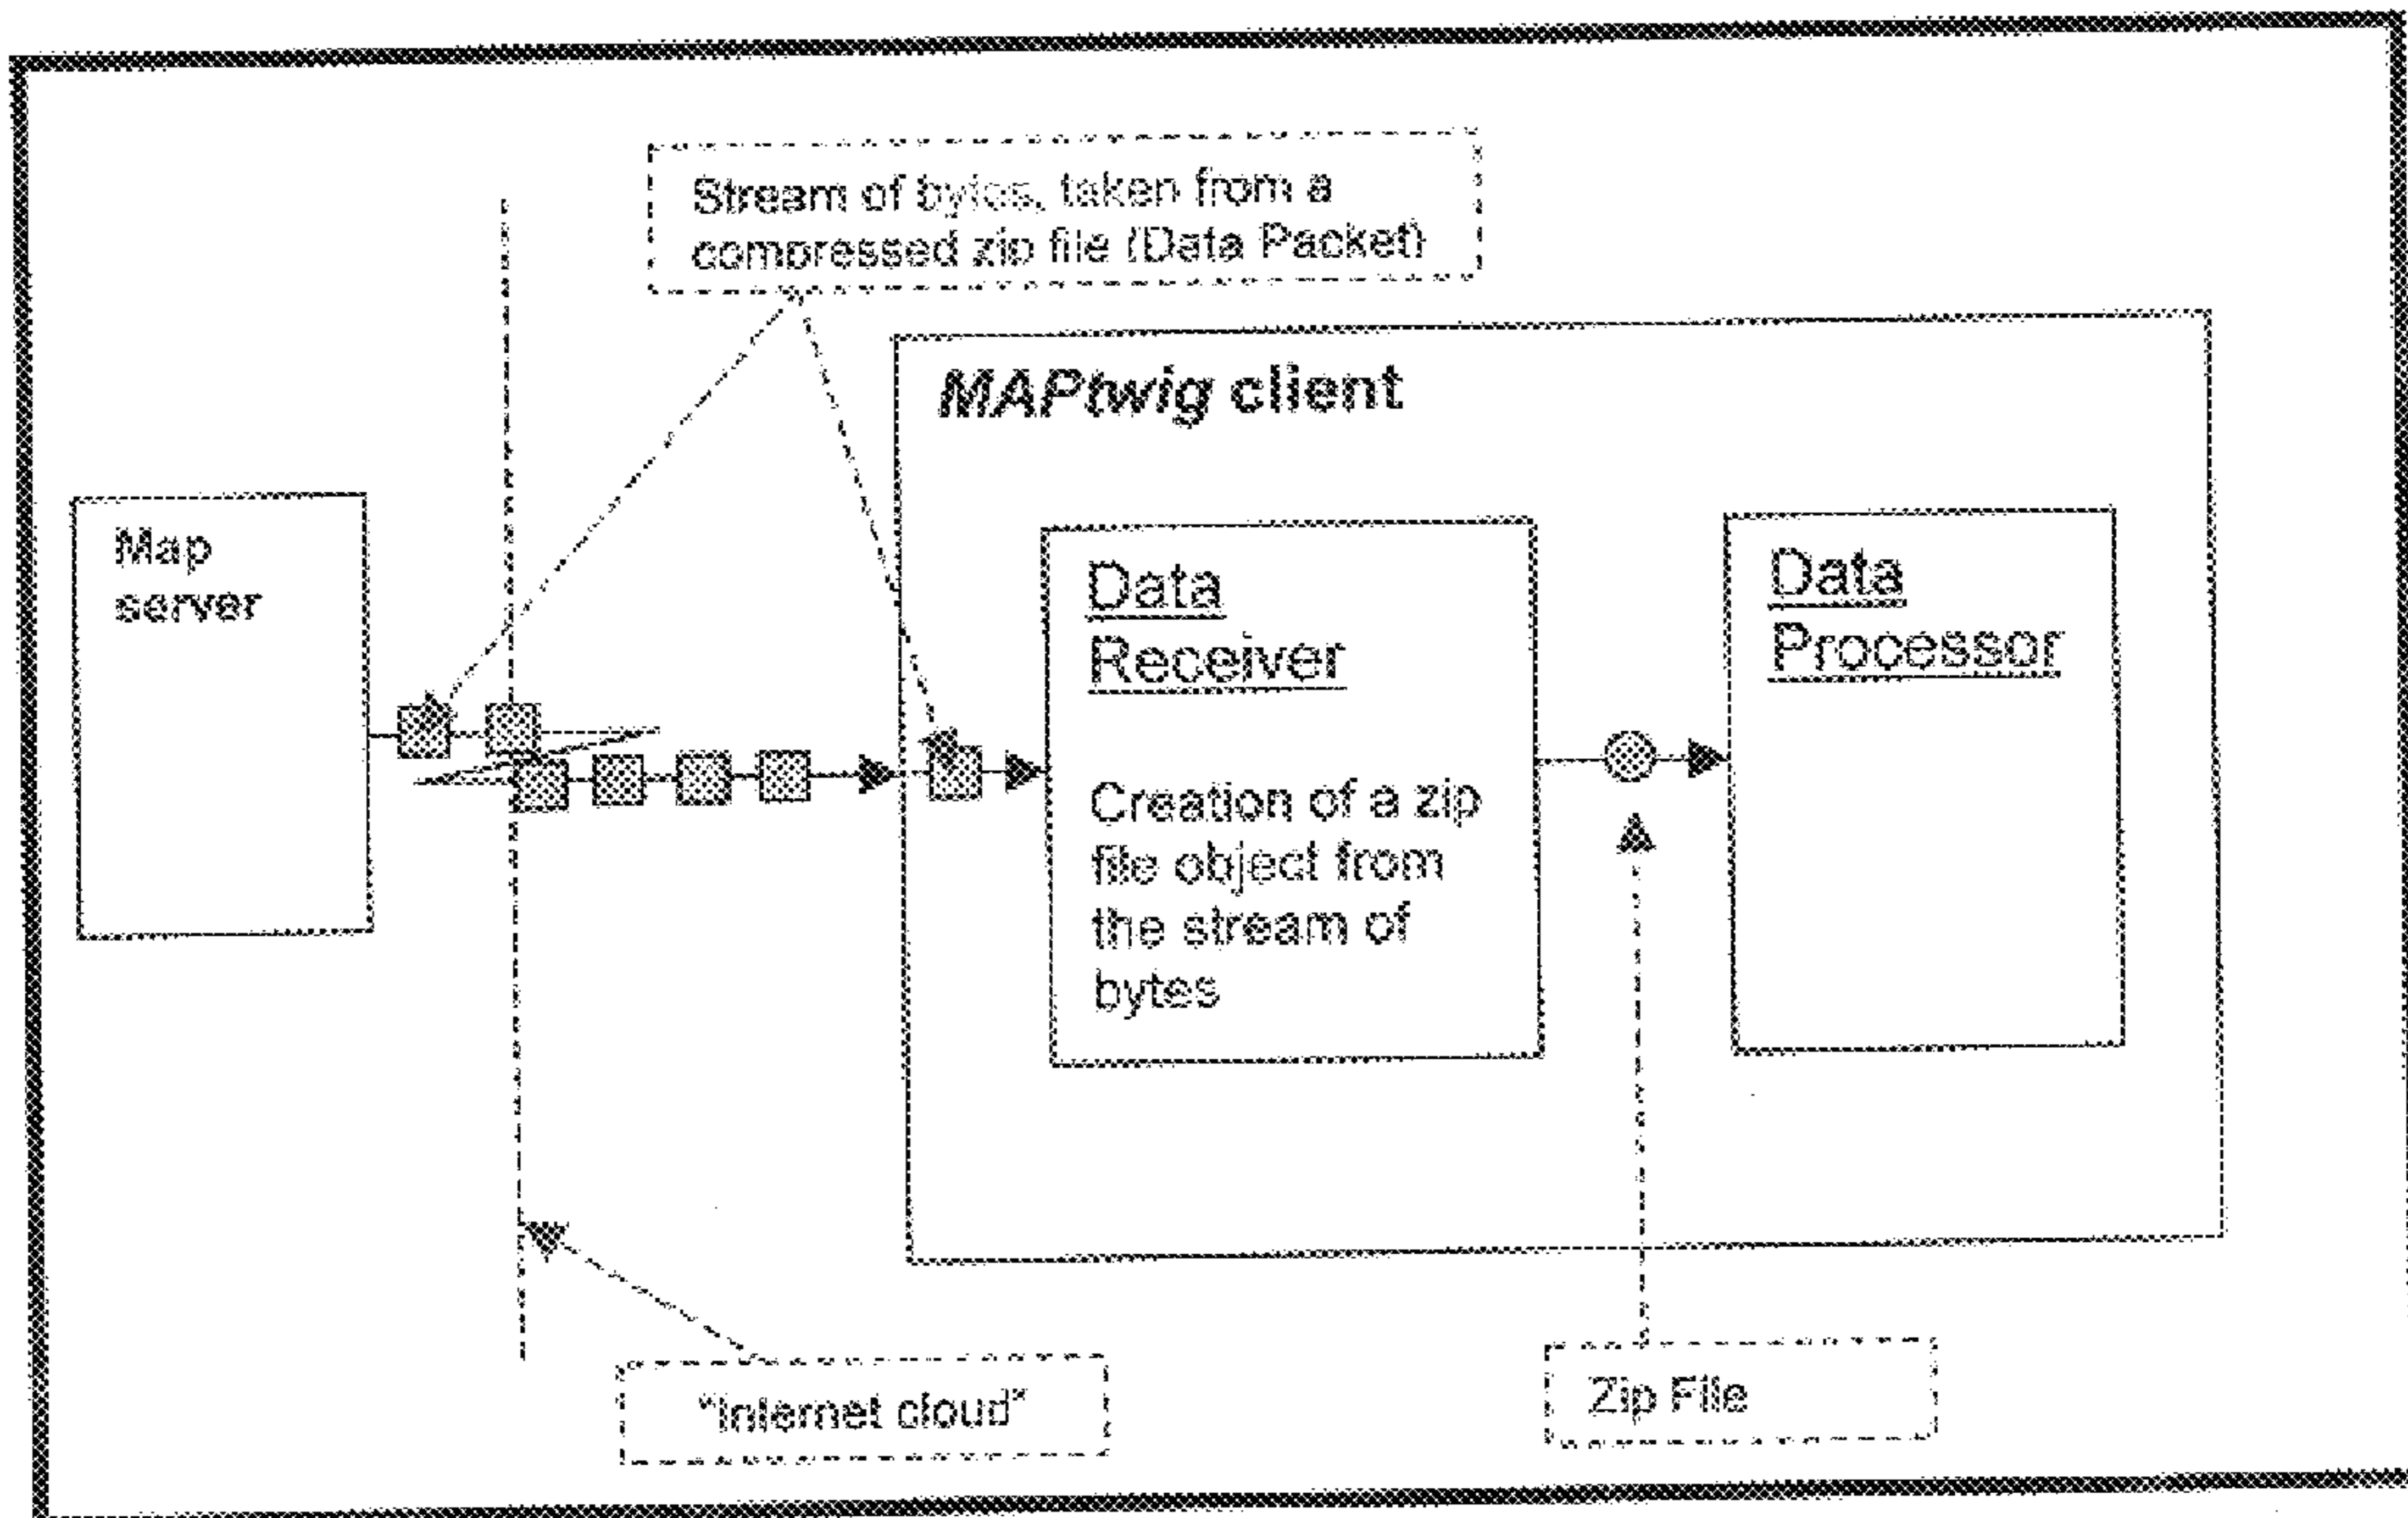 Stream of bytes, taken from a
compressed zip file (Data Packet)
MAPtwig client
Map
server
Data
Receiver
Creation of a zip
file object from
the stream of
bytes
Data
Processor
"Internet cloud"
Zip File